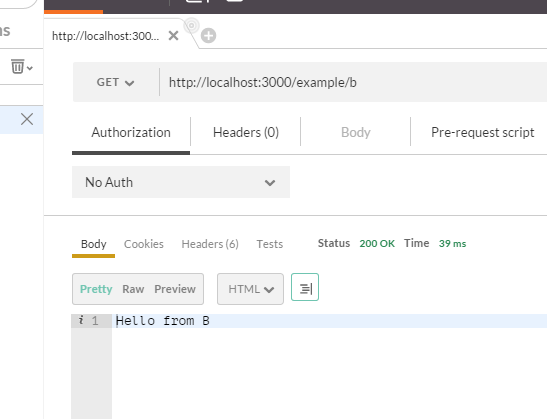 http://localhost:300...
GET
http://localhost:3000/example/b
Authorization
Headers (0)
Body
Pre-request script
No Auth
Body
Cookies
Headers (6)
Tests
Status 200 OK Time 39 ms
Pretty Raw Preview
HTML
i 1 Hello from B